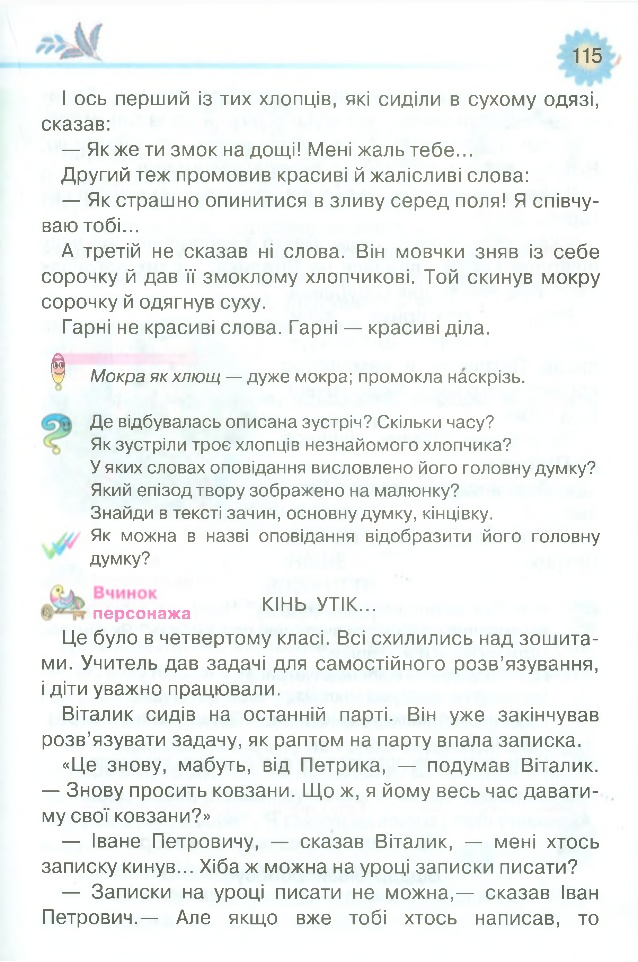 115
І ось перший із тих хлопців, які сиділи в сухому одязі,
сказав:
— Як же ти змок на дощі! Мені жаль тебе...
Другий теж промовив красиві й жалісливі слова:
— Як страшно опинитися в зливу серед поля! Я співчу-
ваю тобі...
А третій не сказав ні слова. Він мовчки зняв із себе
сорочку й дав її змоклому хлопчикові. Той скинув мокру
сорочку й одягнув суху.
Гарні не красиві слова. Гарні — красиві діла.
Мокра як хлющ — дуже мокра; промокла на́скрізь.
Де відбувалась описана зустріч? Скільки часу?
Як зустріли троє хлопців незнайомого хлопчика?
У яких словах оповідання висловлено його головну думку?
Який епізод твору зображено на малюнку?
Знайди в тексті зачин, основну думку, кінцівку.
Як можна в назві оповідання відобразити його головну
думку?
Вчинок
персонажа
КІНЬ УТІК...
Це було в четвертому класі. Всі схилились над зошита-
ми. Учитель дав задачі для самостійного розв’язування,
і діти уважно працювали.
Віталик сидів на останній парті. Він уже закінчував
розв’язувати задачу, як раптом на парту впала записка.
«Це знову, мабуть, від Петрика, — подумав Віталик.
— Знову просить ковзани. Що ж, я йому весь час давати-
му свої ковзани?»
— Іване Петровичу, — сказав Віталик, — мені хтось
записку кинув... Хіба ж можна на уроці записки писати?
— Записки на уроці писати не можна,— сказав Іван
Петрович.— Але якщо вже тобі хтось написав, то